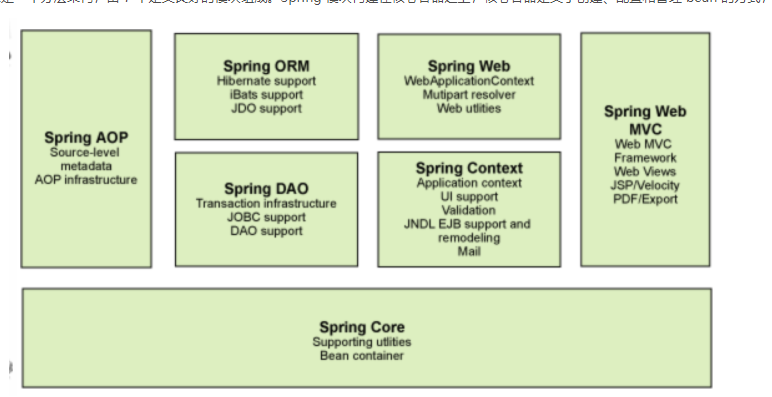 Spring AOP
Source-level
metadata
AOP infrastructure
Spring ORM
Hibernate support
iBats support
JDO support
Spring DAO
Transaction infrastructure
JOBC support
DAO support
Spring Web
WebApplicationContext
Mutipart resolver
Web utlities
Spring Context
Application context
UI support
Validation
JNDL EJB support and
remodeling
Mail
Spring Web
MVC
Web MVC
Framework
Web Views
JSP/Velocity
PDF/Export
Spring Core
Supporting utlities
Bean container